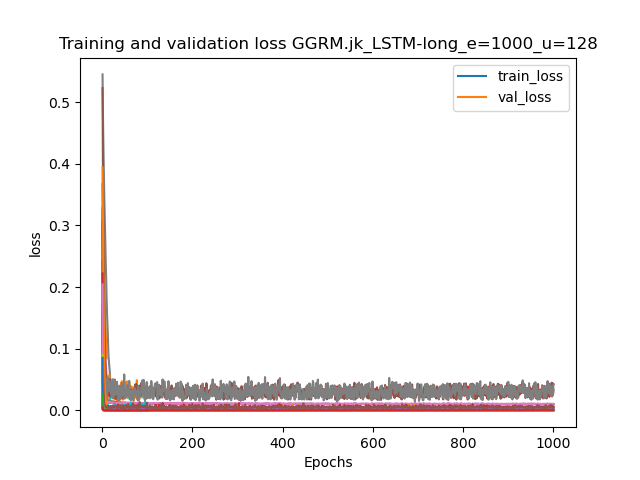 Training and validation loss GGRM.jk_LSTM-long_e=1000_u=128
train_loss
val_loss
0.5
0.4
0.3
0.2
0.1
0.0
loss
0
200
400
600
800
1000
Epochs